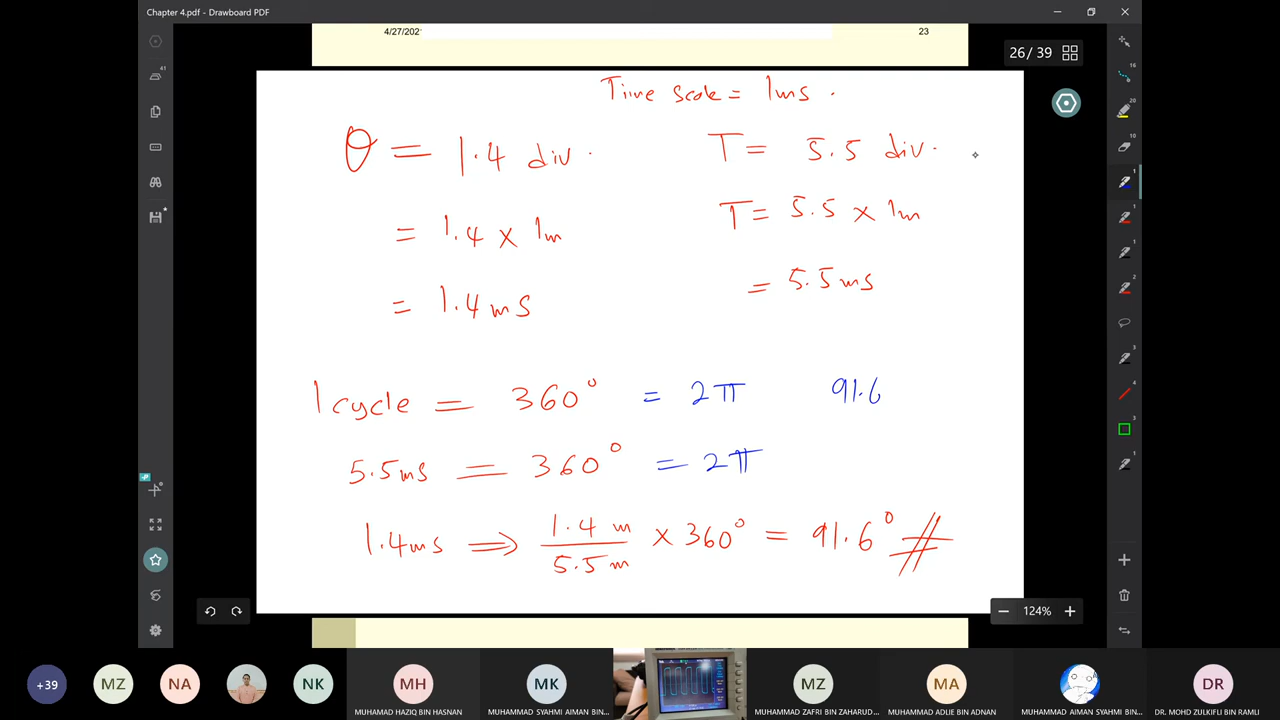 Chapter 4.pdf - Drawboard PDF
4/27/202
23
26 / 39
Time scale = 1ms .
θ = 1.4 div .
T = 5.5 div .
= 1.4 x 1m
T = 5.5 x 1m
= 1.4ms
= 5.5ms
1 cycle = 360° = 2π 91.6
5.5ms = 360° = 2π
1.4ms ⇒ 1.4 m / 5.5 m x 360° = 91.6°
124%
+39
MZ
NA
NK
MH
MK
MZ
MA
DR
MUHAMAD HAZIQ BIN HASNAN
MUHAMMAD SYAHMI AIMAN BIN...
MUHAMMAD ZAFRI BIN ZAHARUD...
MUHAMMAD ADLIE BIN ADNAN
MUHAMMAD AIMAN SYAHMI BIN...
DR. MOHD ZULKIFLI BIN RAMLI